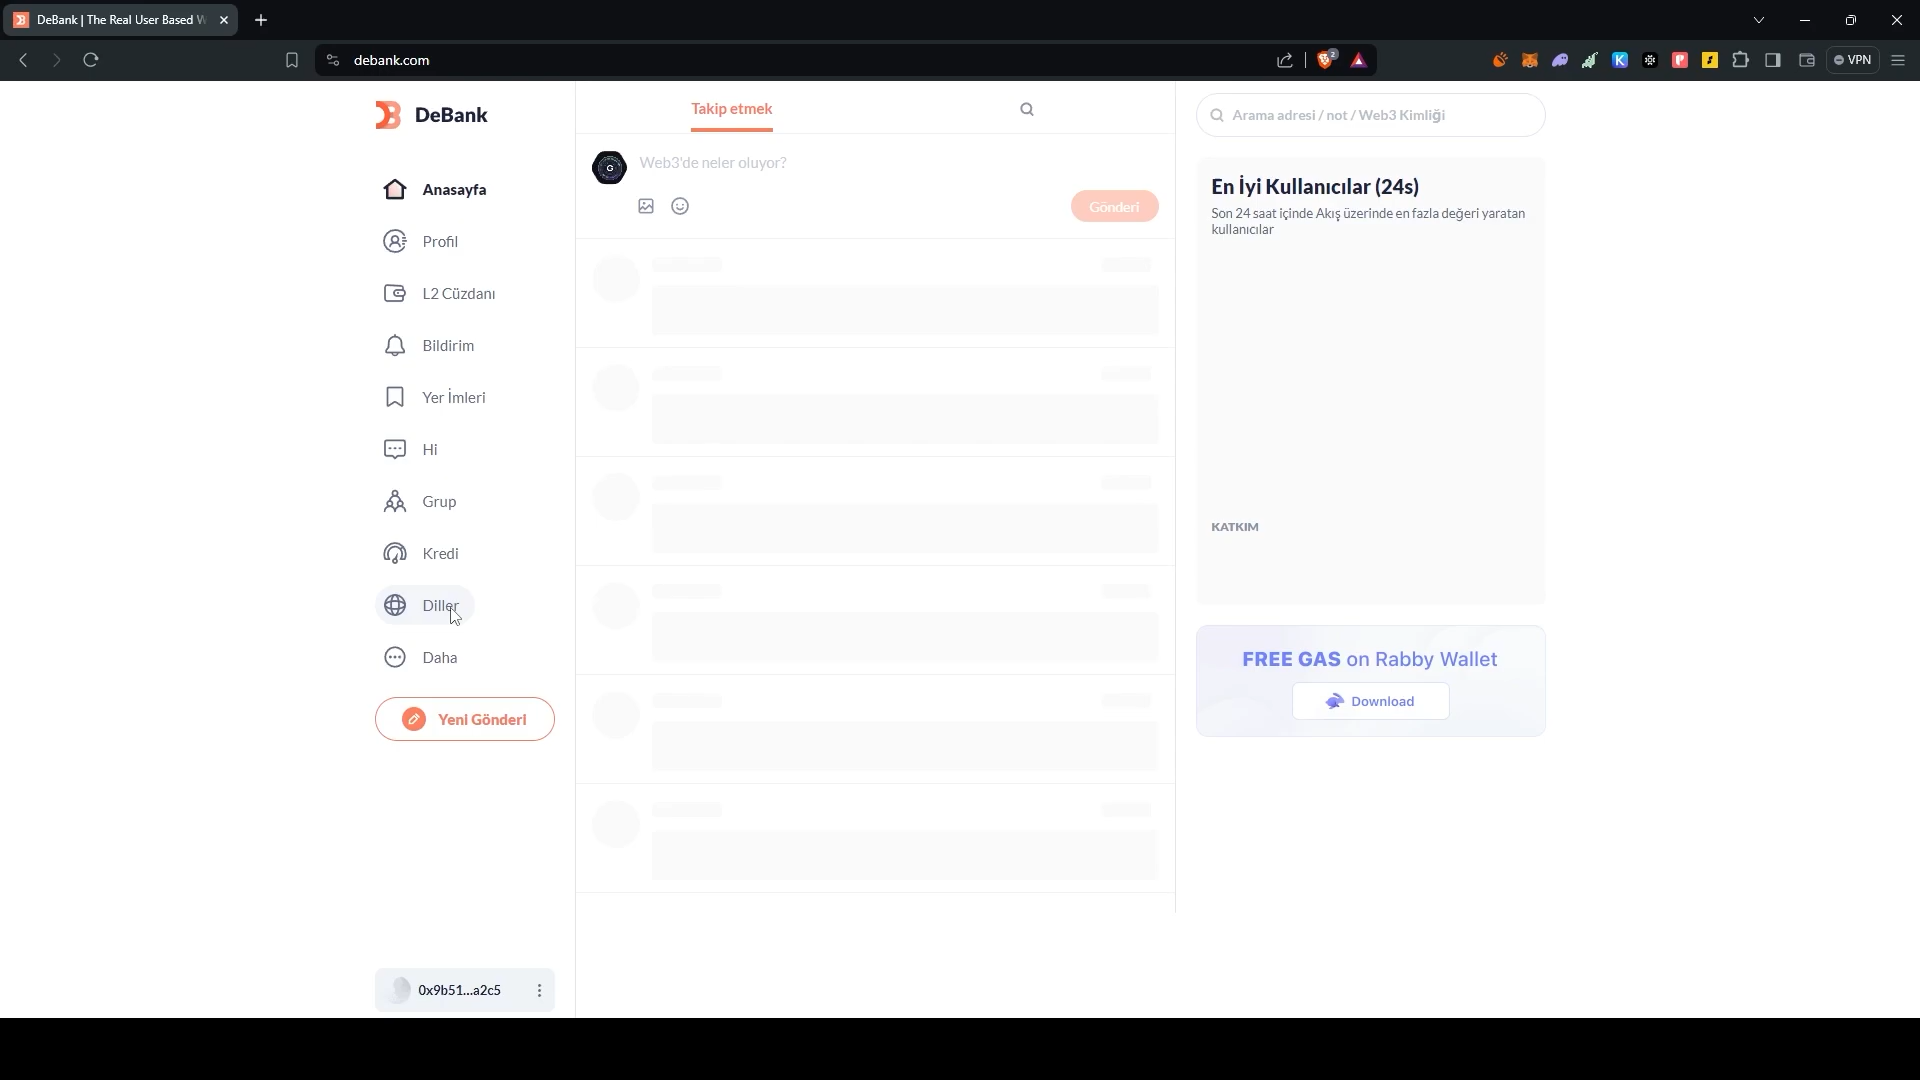 DeBank | The Real User Based W
debank.com
2
VPN
DeBank
Anasayfa
Profil
L2 Cüzdanı
Bildirim
Yer İmleri
Hi
Grup
Kredi
Diller
Daha
Yeni Gönderi
0x9b51...a2c5
Takip etmek
G
Web3'de neler oluyor?
Gönderi
Arama adresi / not / Web3 Kimliği
En İyi Kullanıcılar (24s)
Son 24 saat içinde Akış üzerinde en fazla değeri yaratan
kullanıcılar
KATKIM
FREE GAS on Rabby Wallet
Download